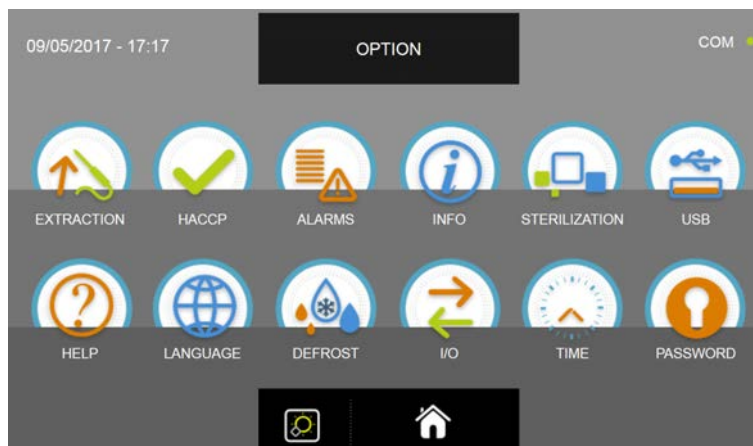 09/05/2017 - 17:17
OPTION
COM
EXTRACTION
HACCP
ALARMS
INFO
STERILIZATION
USB
HELP
LANGUAGE
DEFROST
I/O
TIME
PASSWORD